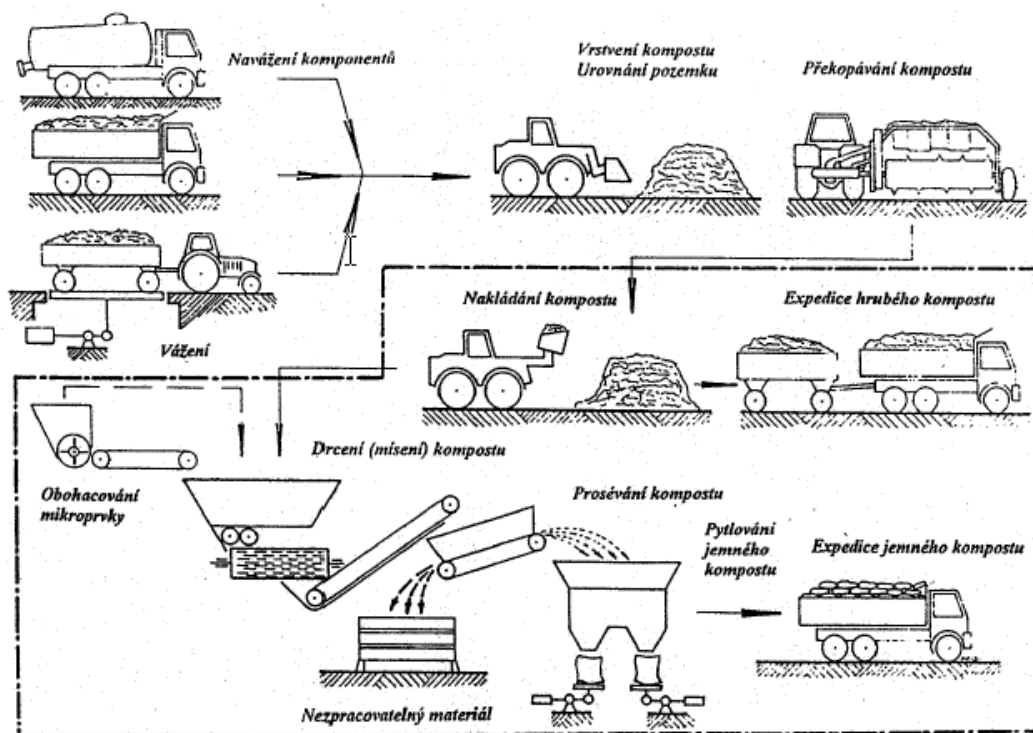 Navážení komponentů
Vrstvení kompostu
Urovnání pozemku
Překopávání kompostu
Vážení
Nakládání kompostu
Expedice hrubého kompostu
Obohacování
mikroprvky
Drcení (mísení) kompostu
Prosévání kompostu
Pytlování
jemného
kompostu
Expedice jemného kompostu
Nezpracovatelný materiál